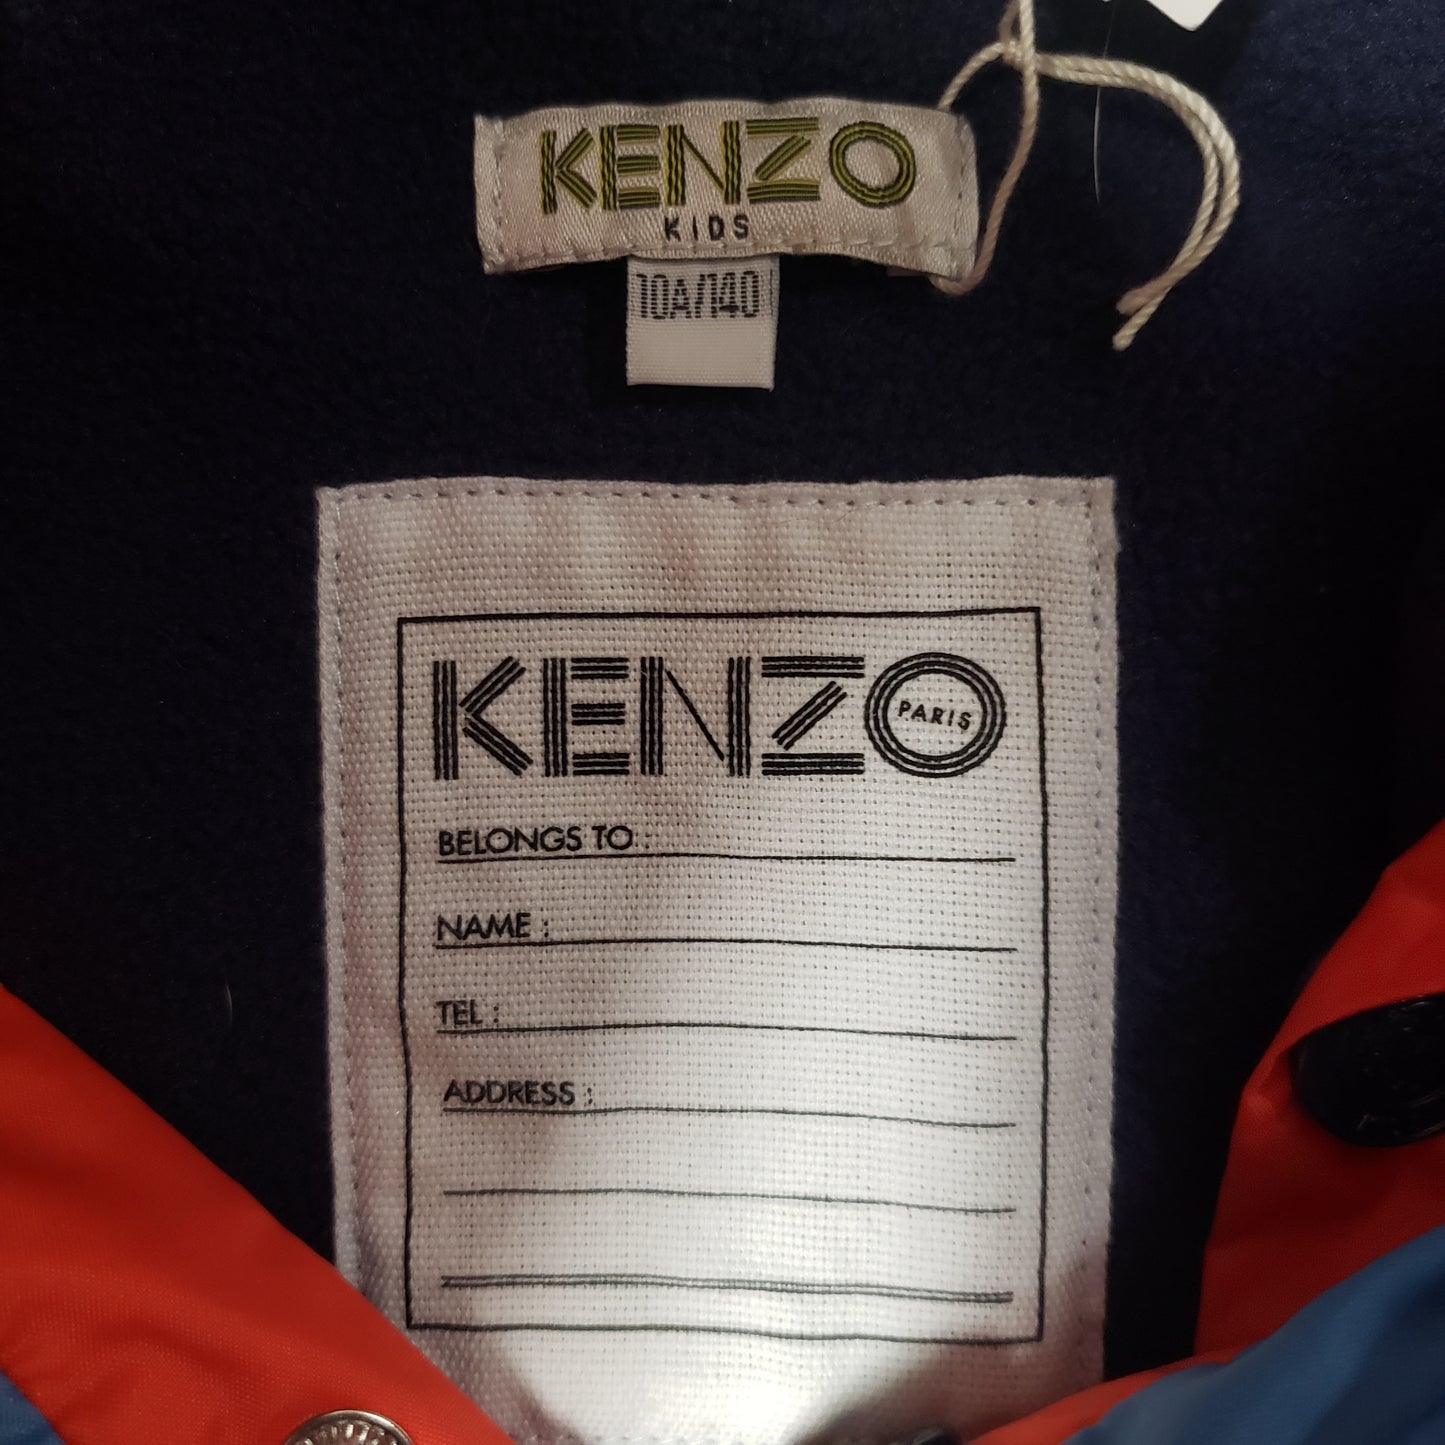 KENZO
KIDS
10A/140
KENZO
PARIS
BELONGS TO :
NAME :
TEL :
ADDRESS :